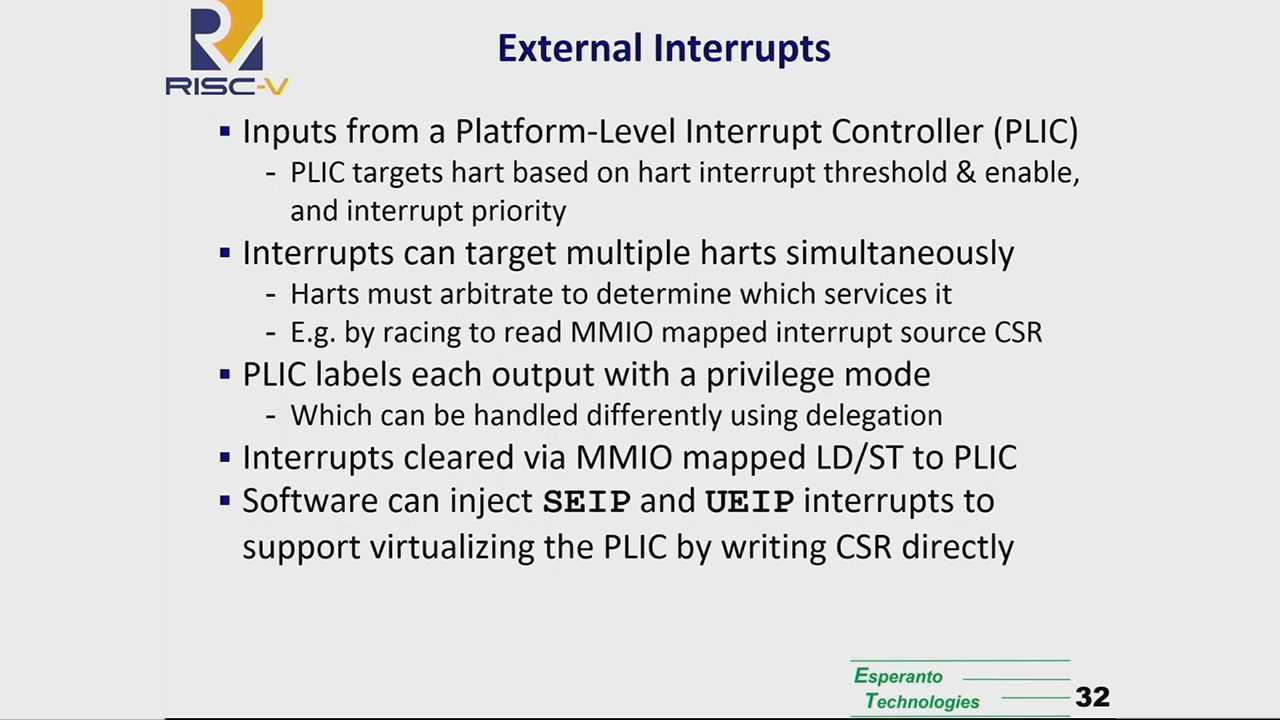 RISC-V
External Interrupts
▪ Inputs from a Platform-Level Interrupt Controller (PLIC)
- PLIC targets hart based on hart interrupt threshold & enable,
and interrupt priority
▪ Interrupts can target multiple harts simultaneously
- Harts must arbitrate to determine which services it
- E.g. by racing to read MMIO mapped interrupt source CSR
▪ PLIC labels each output with a privilege mode
- Which can be handled differently using delegation
▪ Interrupts cleared via MMIO mapped LD/ST to PLIC
▪ Software can inject SEIP and UEIP interrupts to
support virtualizing the PLIC by writing CSR directly
Esperanto
Technologies
32